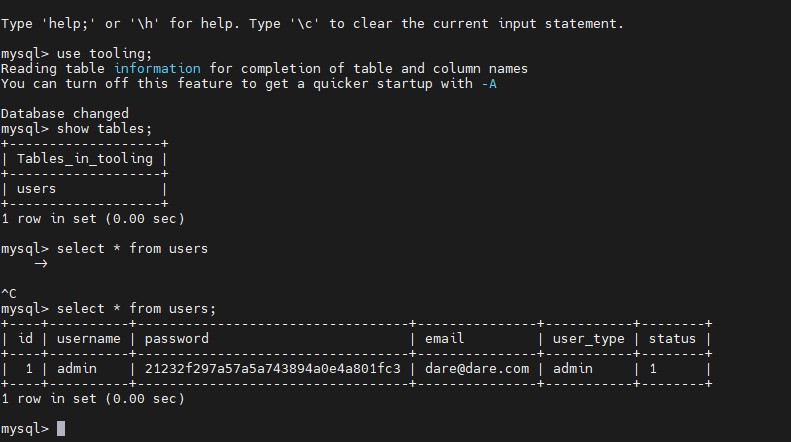 Type 'help;' or '\h' for help. Type '\c' to clear the current input statement.
mysql> use tooling;
Reading table information for completion of table and column names
You can turn off this feature to get a quicker startup with -A
Database changed
mysql> show tables;
+-------------------+
| Tables_in_tooling |
+-------------------+
| users             |
+-------------------+
1 row in set (0.00 sec)
mysql> select * from users
    ->
^C
mysql> select * from users;
+----+----------+----------------------------------+---------------+-----------+--------+
| id | username | password                         | email         | user_type | status |
+----+----------+----------------------------------+---------------+-----------+--------+
|  1 | admin    | 21232f297a57a5a743894a0e4a801fc3 | dare@dare.com | admin     | 1      |
+----+----------+----------------------------------+---------------+-----------+--------+
1 row in set (0.00 sec)
mysql>